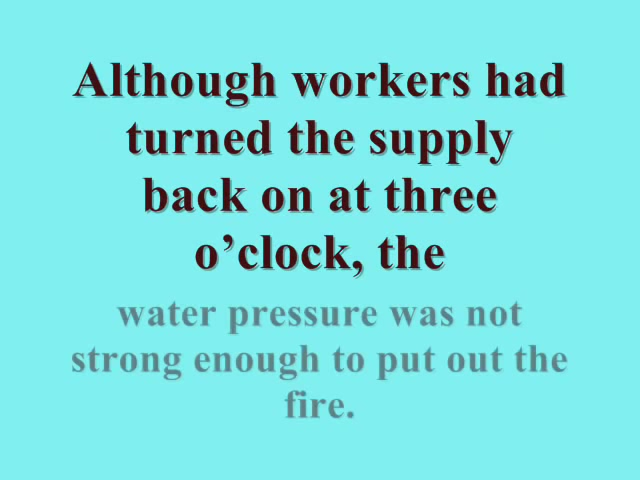 Although workers had
turned the supply
back on at three
o’clock, the
water pressure was not
strong enough to put out the
fire.